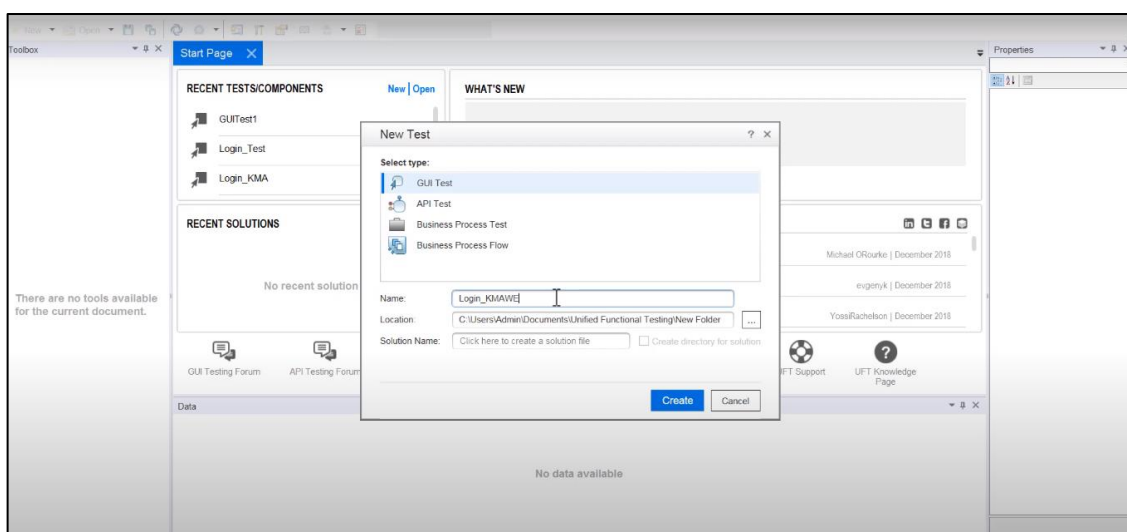 New
Open
Toolbox
Start Page
Properties
RECENT TESTS/COMPONENTS
New | Open
WHAT'S NEW
GUITest1
Login_Test
Login_KMA
New Test
Select type:
GUI Test
API Test
Business Process Test
Business Process Flow
Name: Login_KMAWE
Location: C:\Users\Admin\Documents\Unified Functional Testing\New Folder ...
Solution Name: Click here to create a solution file Create directory for solution
Create Cancel
RECENT SOLUTIONS
No recent solution
Michael ORourke | December 2018
evgenyk | December 2018
YossiRachelson | December 2018
There are no tools available
for the current document.
GUI Testing Forum
API Testing Forum
UFT Support
UFT Knowledge
Page
Data
No data available